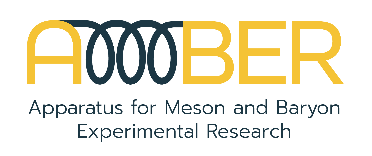 AMBER
Apparatus for Meson and Baryon
Experimental Research